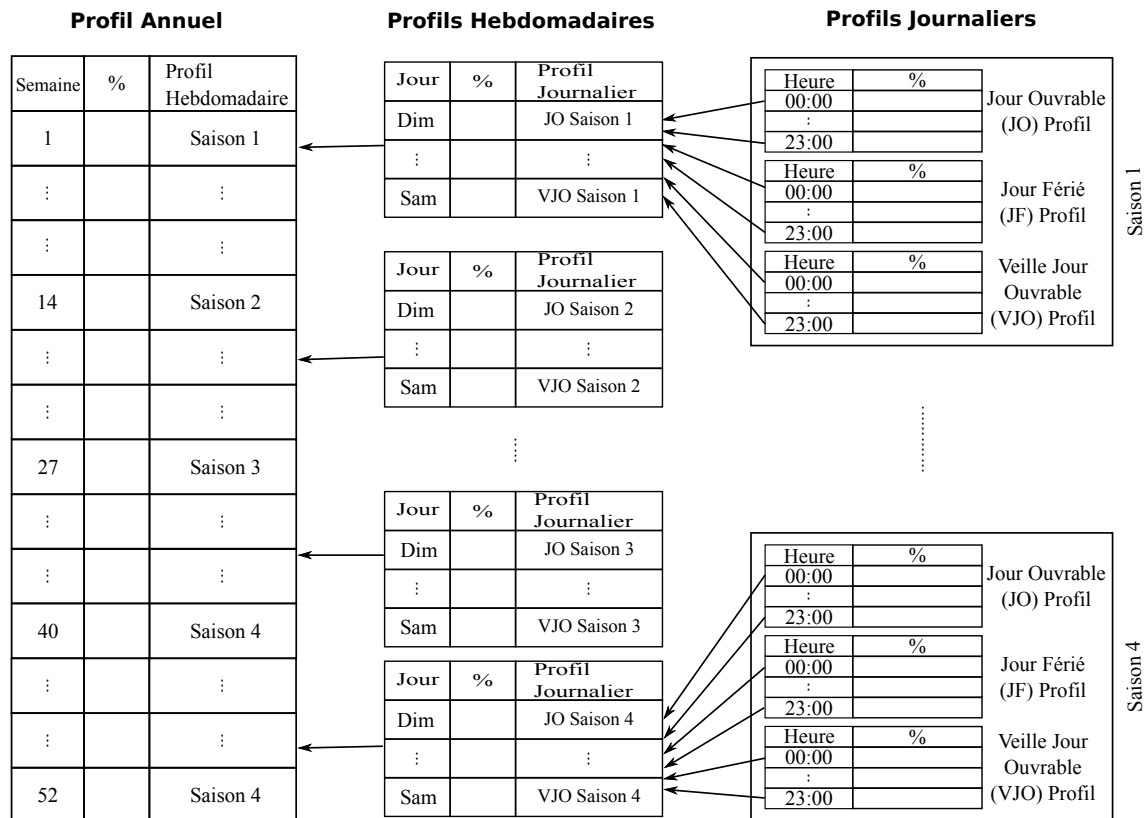 Profil Annuel
Semaine % Profil Hebdomadaire
1 Saison 1
⋮ ⋮
⋮ ⋮
14 Saison 2
⋮ ⋮
⋮ ⋮
27 Saison 3
⋮ ⋮
⋮ ⋮
40 Saison 4
⋮ ⋮
⋮ ⋮
52 Saison 4
Profils Hebdomadaires
Jour % Profil Journalier
Dim JO Saison 1
⋮ ⋮
Sam VJO Saison 1
Jour % Profil Journalier
Dim JO Saison 2
⋮ ⋮
Sam VJO Saison 2
Jour % Profil Journalier
Dim JO Saison 3
⋮ ⋮
Sam VJO Saison 3
Jour % Profil Journalier
Dim JO Saison 4
⋮ ⋮
Sam VJO Saison 4
Profils Journaliers
Heure %
00:00
⋮
23:00
Jour Ouvrable
(JO) Profil
Heure %
00:00
⋮
23:00
Jour Férié
(JF) Profil
Heure %
00:00
⋮
23:00
Veille Jour
Ouvrable
(VJO) Profil
Saison 1
Heure %
00:00
⋮
23:00
Jour Ouvrable
(JO) Profil
Heure %
00:00
⋮
23:00
Jour Férié
(JF) Profil
Heure %
00:00
⋮
23:00
Veille Jour
Ouvrable
(VJO) Profil
Saison 4